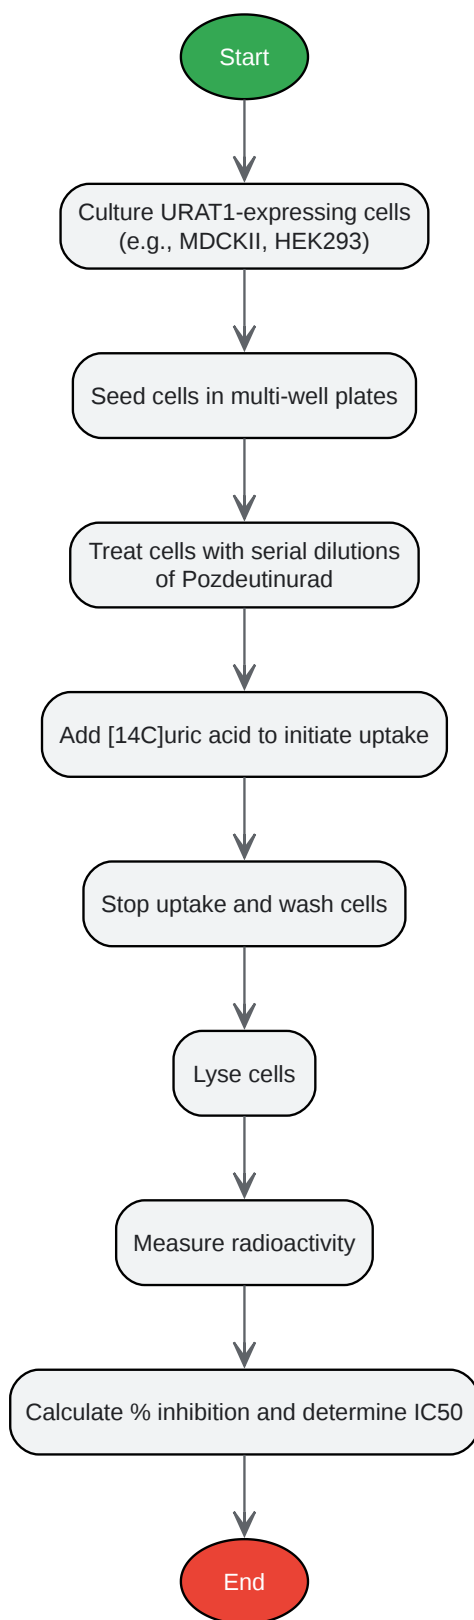 Start
Culture URAT1-expressing cells
(e.g., MDCKII, HEK293)
Seed cells in multi-well plates
Treat cells with serial dilutions
of Pozdeutinurad
Add [14C]uric acid to initiate uptake
Stop uptake and wash cells
Lyse cells
Measure radioactivity
Calculate % inhibition and determine IC50
End